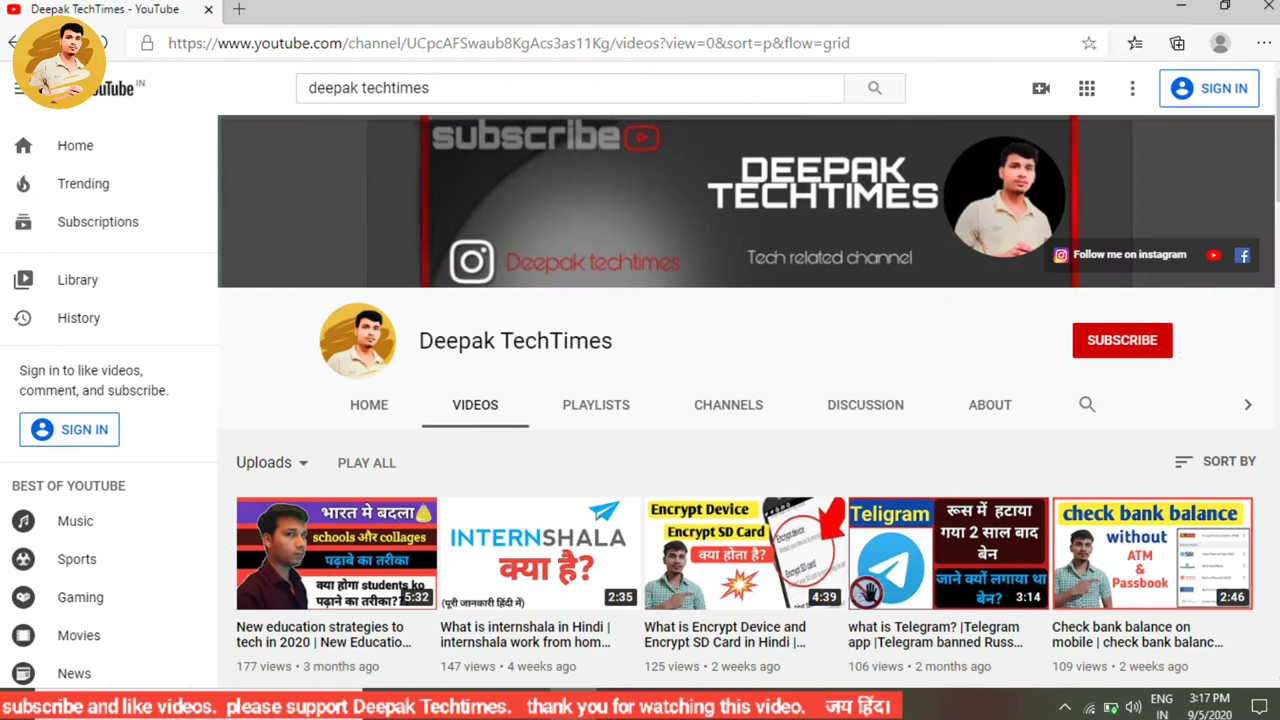 Deepak TechTimes - YouTube
https://www.youtube.com/channel/UCpcAFSwaub8KgAcs3as11Kg/videos?view=0&sort=p&flow=grid
IN
deepak techtimes
SIGN IN
Home
Trending
Subscriptions
Library
History
Sign in to like videos,
comment, and subscribe.
SIGN IN
BEST OF YOUTUBE
Music
Sports
Gaming
Movies
News
subscribe
DEEPAK
TECHTIMES
Deepak techtimes
Tech related channel
Follow me on instagram
Deepak TechTimes
SUBSCRIBE
HOME VIDEOS PLAYLISTS CHANNELS DISCUSSION ABOUT
Uploads PLAY ALL
SORT BY
भारत मे बदला
schools और collages
पढ़ाबे का तरीका
क्या होगा students ko
पढ़ाने का तरीका??
5:32
New education strategies to
tech in 2020 | New Educatio...
177 views • 3 months ago
INTERNSHALA
क्या है?
(पूरी जानकारी हिंदी में)
2:35
What is internshala in Hindi |
internshala work from hom...
147 views • 4 weeks ago
Encrypt Device
Encrypt SD Card
क्या होता है?
Encrypt device
Encrypt SD card
4:39
What is Encrypt Device and
Encrypt SD Card in Hindi |...
125 views • 2 weeks ago
Teligram
रूस में हटाया
गया 2 साल बाद
बेन
जाने क्यों लगाया था
बेन?
3:14
what is Telegram? |Telegram
app |Telegram banned Russ...
106 views • 2 months ago
check bank balance
without
ATM
&
Passbook
2:46
Check bank balance on
mobile | check bank balanc...
109 views • 2 weeks ago
subscribe and like videos. please support Deepak Techtimes. thank you for watching this video. जय हिंद।
ENG
IN
3:17 PM
9/5/2020